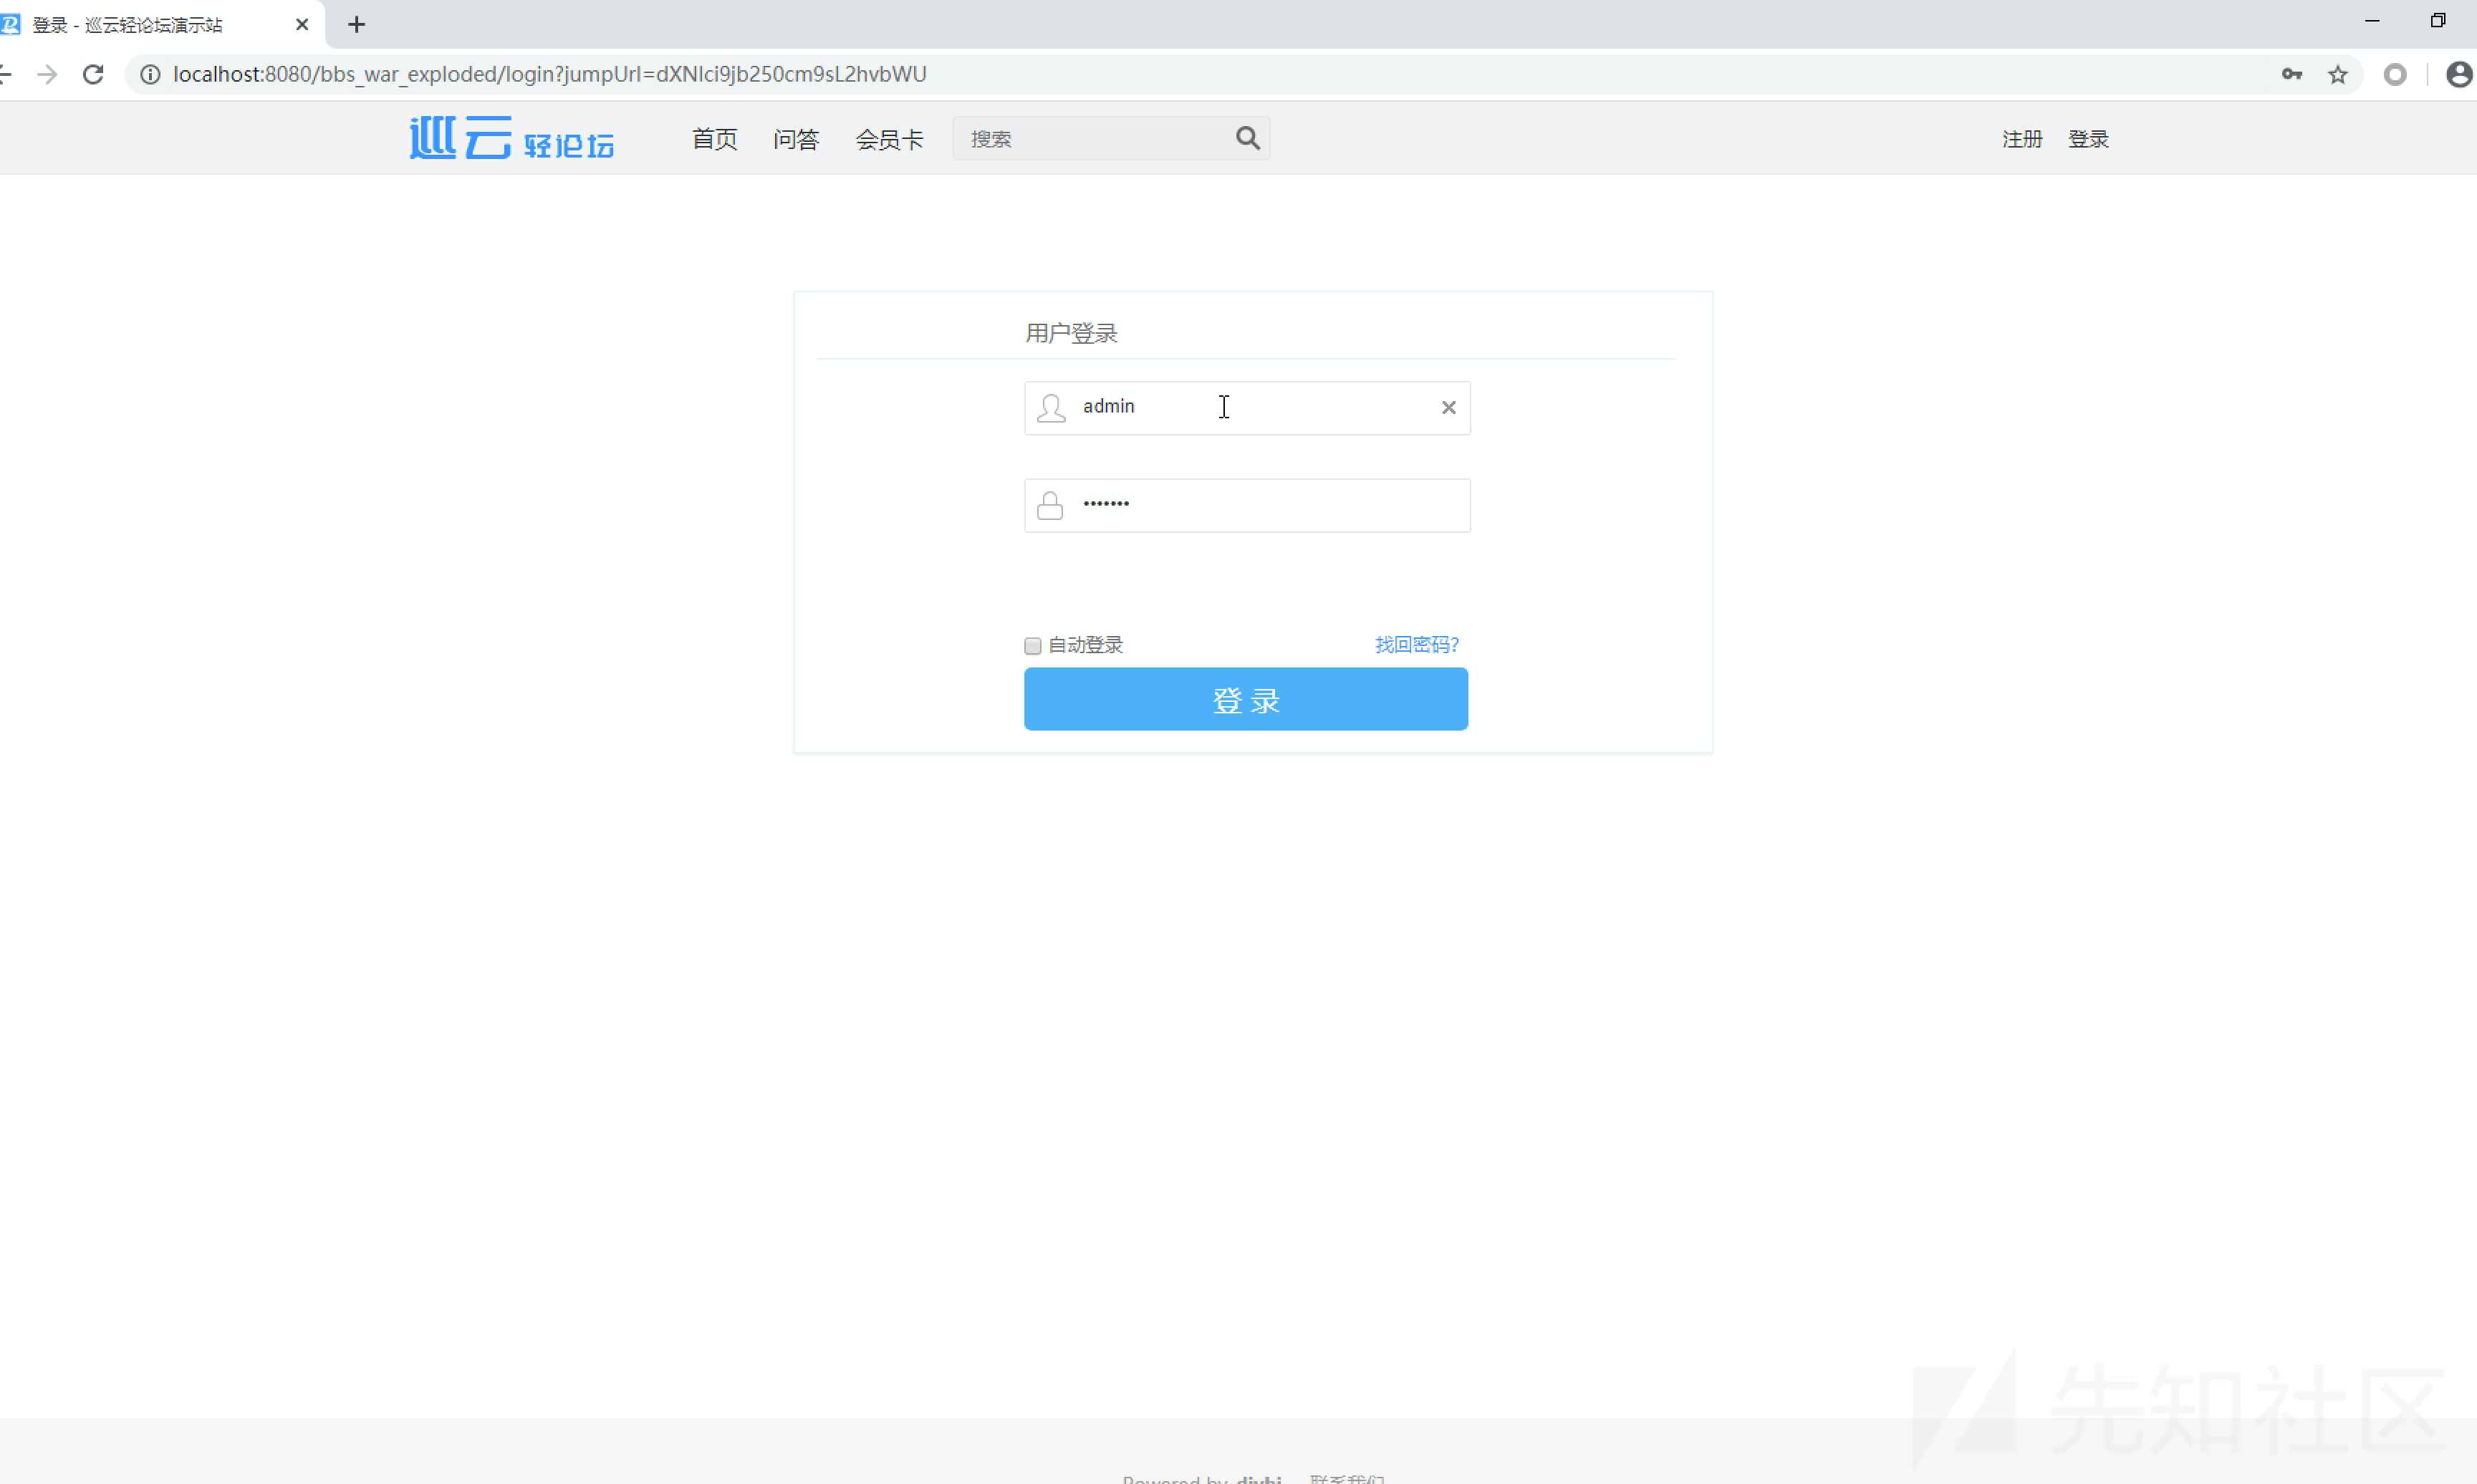 登录 - 巡云轻论坛演示站
localhost:8080/bbs_war_exploded/login?jumpUrl=dXNlci9jb250cm9sL2hvbWU
巡云 轻论坛 首页 问答 会员卡 搜索 注册 登录
用户登录
admin
•••••••
自动登录 找回密码?
登 录
先知社区
Powered by diyhi 联系我们